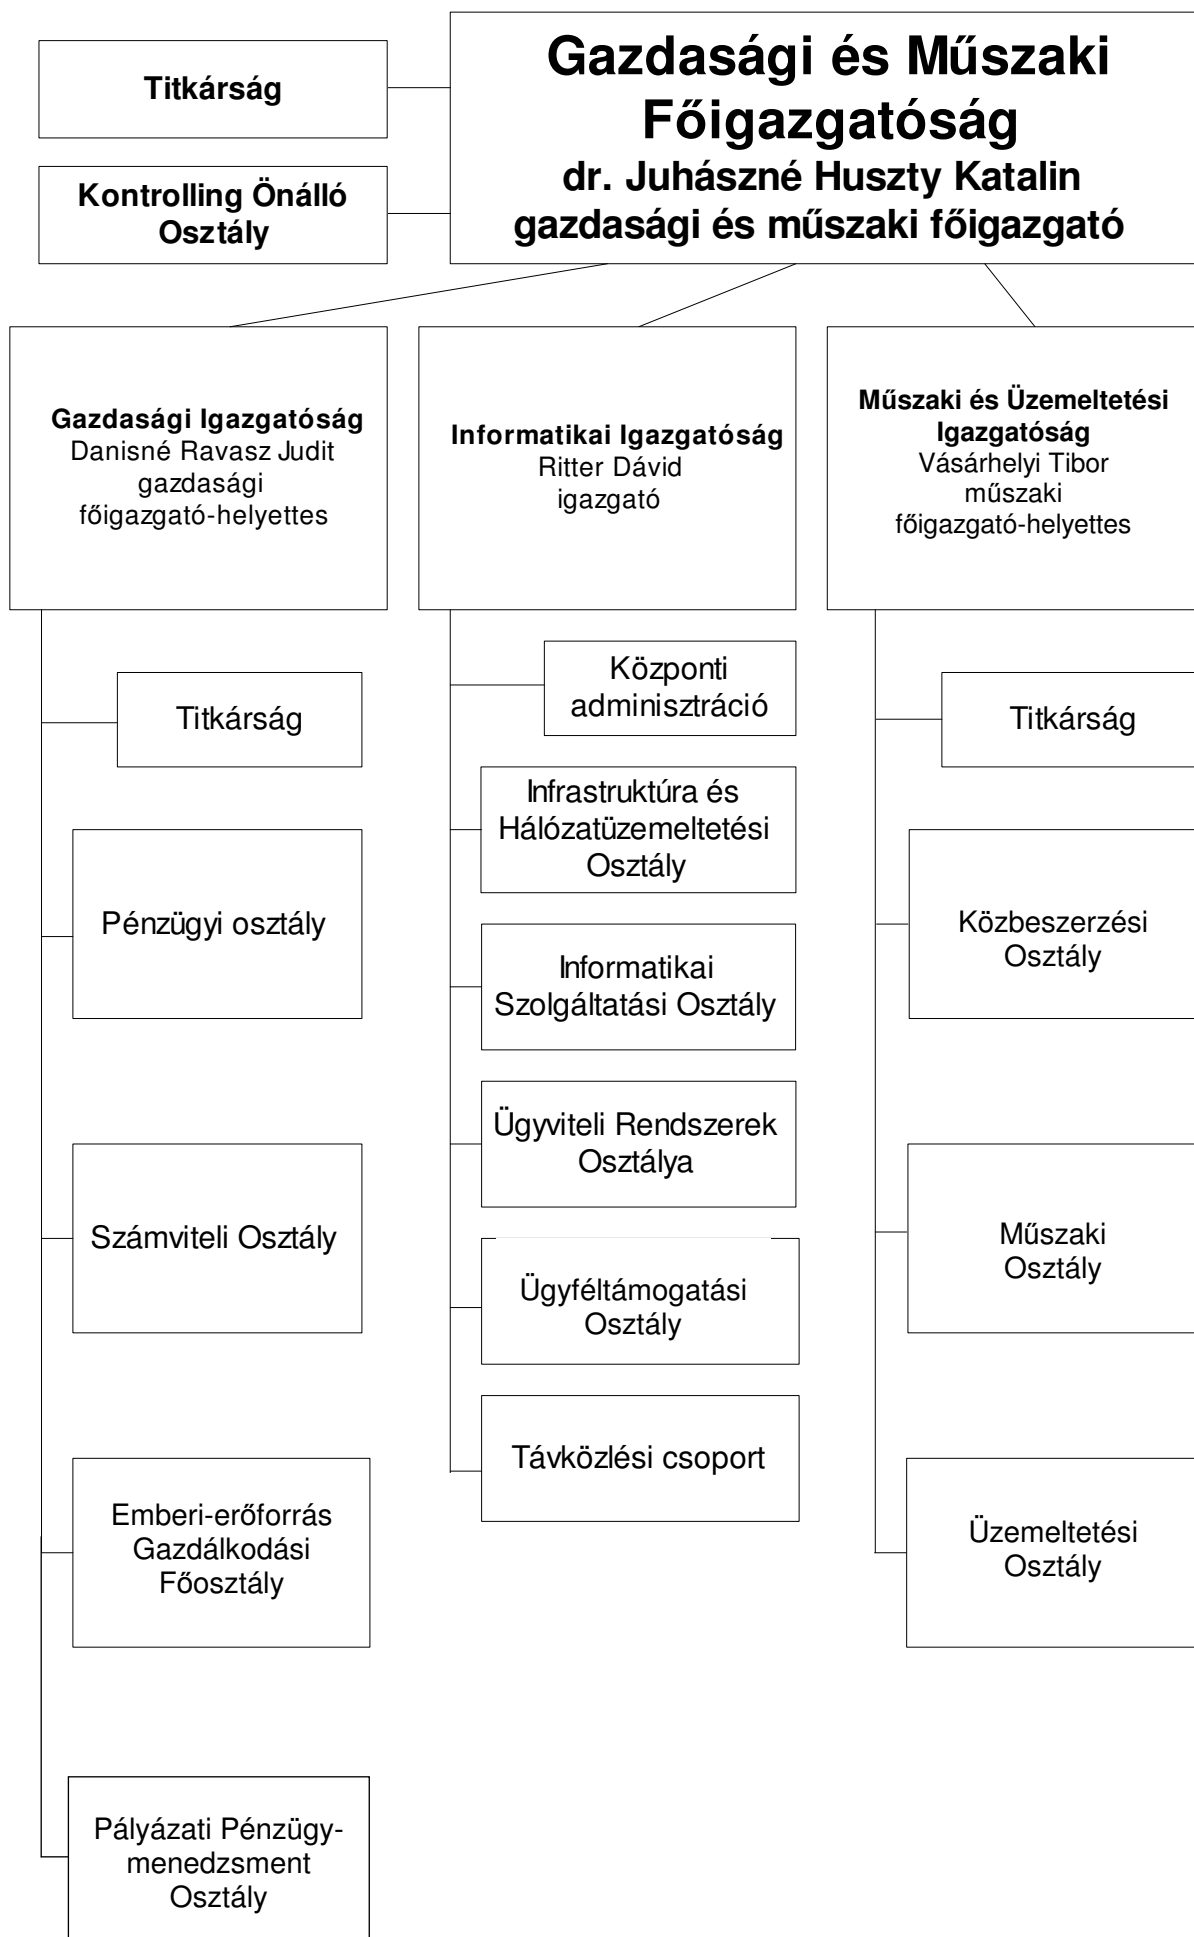 Titkárság
Kontrolling Önálló
Osztály
Gazdasági és Műszaki
Főigazgatóság
dr. Juhászné Huszty Katalin
gazdasági és műszaki főigazgató
Gazdasági Igazgatóság
Danisné Ravasz Judit
gazdasági
főigazgató-helyettes
Informatikai Igazgatóság
Ritter Dávid
igazgató
Műszaki és Üzemeltetési
Igazgatóság
Vásárhelyi Tibor
műszaki
főigazgató-helyettes
Titkárság
Pénzügyi osztály
Számviteli Osztály
Emberi-erőforrás
Gazdálkodási
Főosztály
Pályázati Pénzügy-
menedzsment
Osztály
Központi
adminisztráció
Infrastruktúra és
Hálózatüzemeltetési
Osztály
Informatikai
Szolgáltatási Osztály
Ügyviteli Rendszerek
Osztálya
Ügyféltámogatási
Osztály
Távközlési csoport
Titkárság
Közbeszerzési
Osztály
Műszaki
Osztály
Üzemeltetési
Osztály